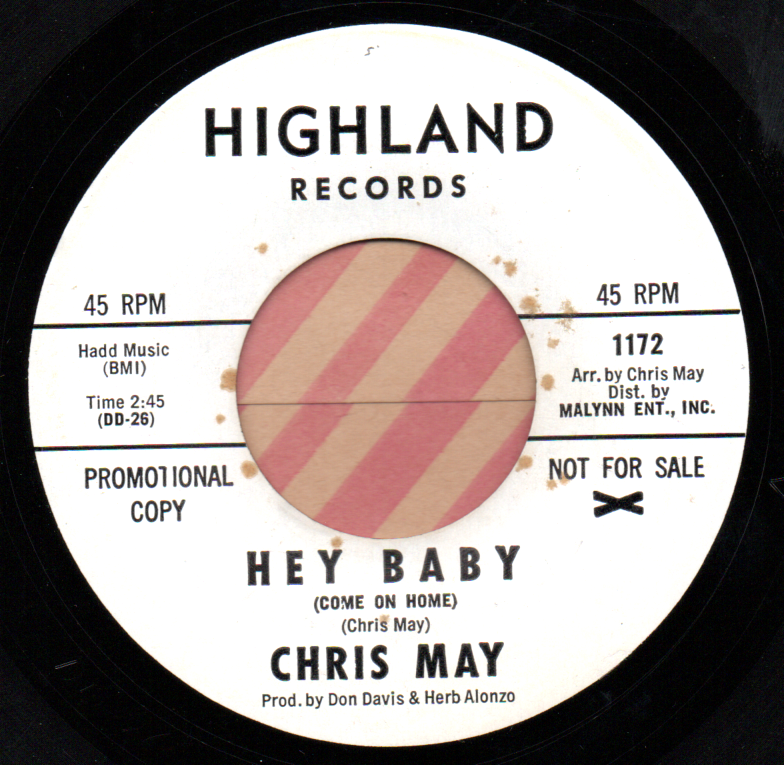 HIGHLAND
RECORDS
45 RPM
Hadd Music
(BMI)
Time 2:45
(DD-26)
PROMOTIONAL
COPY
45 RPM
1172
Arr. by Chris May
Dist. by
MALYNN ENT., INC.
NOT FOR SALE
X
HEY BABY
(COME ON HOME)
(Chris May)
CHRIS MAY
Prod. by Don Davis & Herb Alonzo